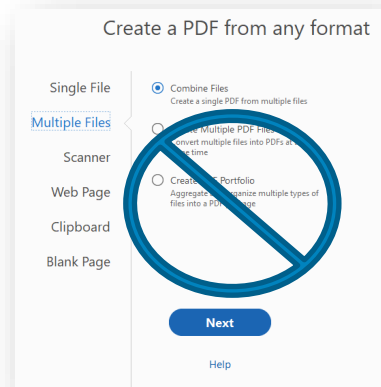 Create a PDF from any format
Single File
Multiple Files
Scanner
Web Page
Clipboard
Blank Page
Combine Files
Create a single PDF from multiple files
Multiple PDF Files
Convert multiple files into PDFs at
time
Create Portfolio
Aggregate organize multiple types of
files into a
Next
Help